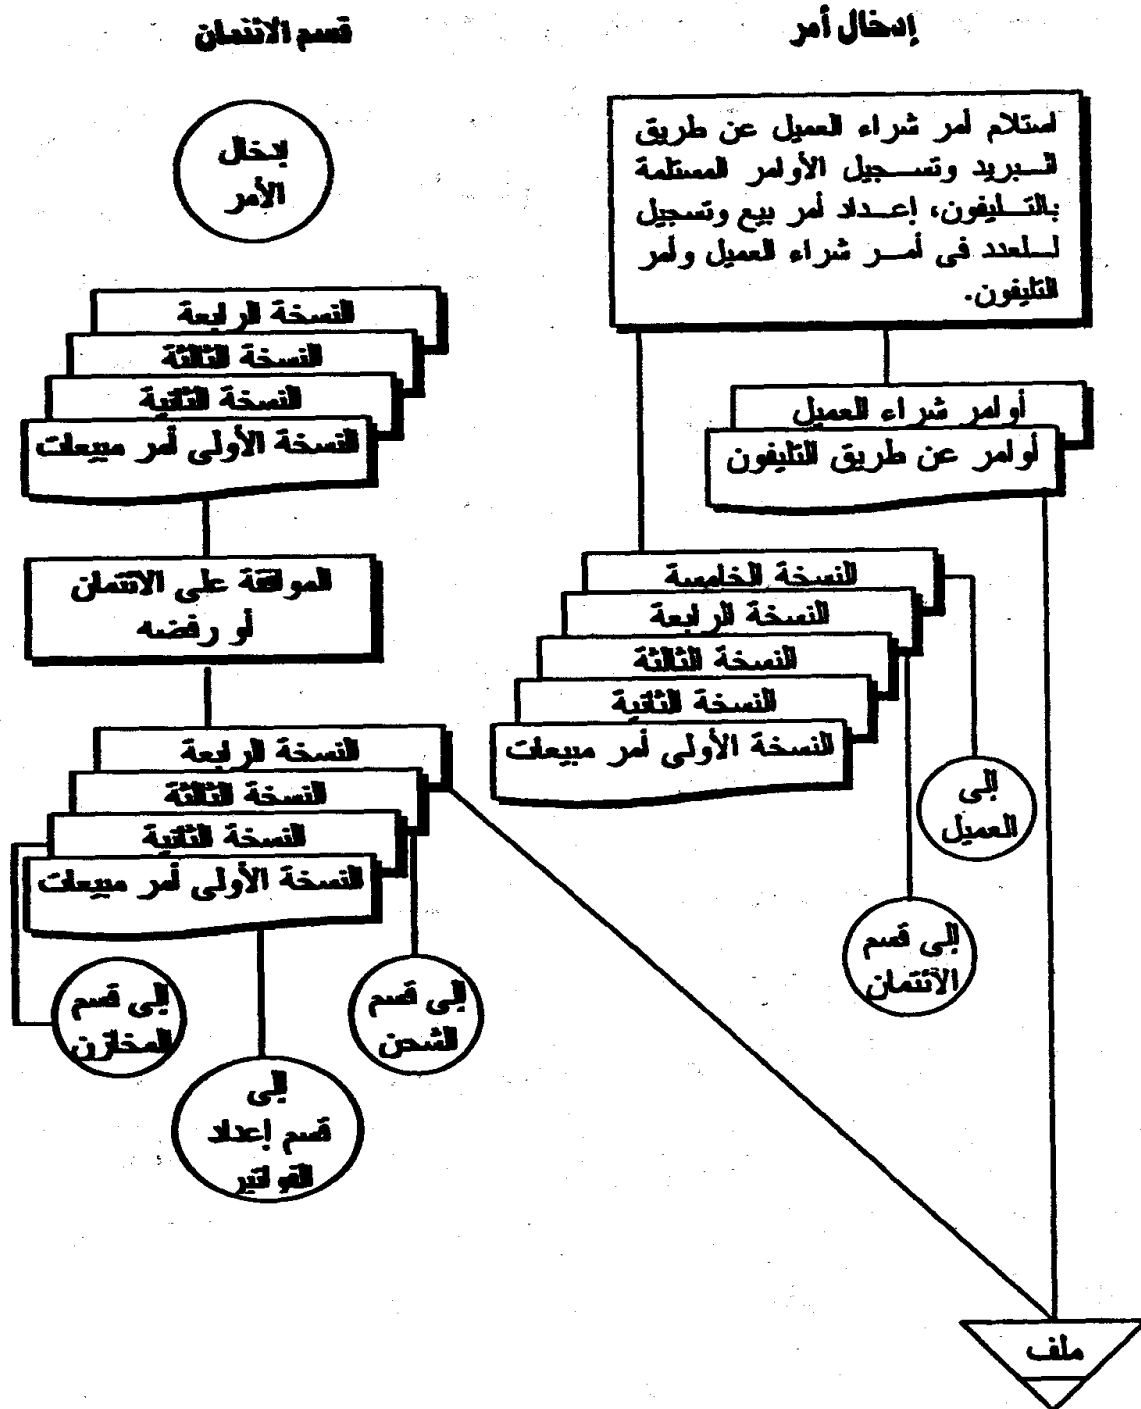 إدخال أمر
استلام أمر شراء العميل عن طريق
البريد وتسجيل الأوامر المستلمة
بالتليفون، إعداد أمر بيع وتسجيل
لعدد فى أمر شراء العميل وأمر
التليفون.
أوامر شراء العميل
أوامر عن طريق التليفون
النسخة الخامسة
النسخة الرابعة
النسخة الثالثة
النسخة الثانية
النسخة الأولى أمر مبيعات
إلى
العميل
إلى قسم
الائتمان
ملف
قسم الائتمان
إدخال
الأمر
النسخة الرابعة
النسخة الثالثة
النسخة الثانية
النسخة الأولى أمر مبيعات
الموافقة على الائتمان
أو رفضه
النسخة الرابعة
النسخة الثالثة
النسخة الثانية
النسخة الأولى أمر مبيعات
إلى قسم
الشحن
إلى قسم
المخازن
إلى
قسم إعداد
الفواتير